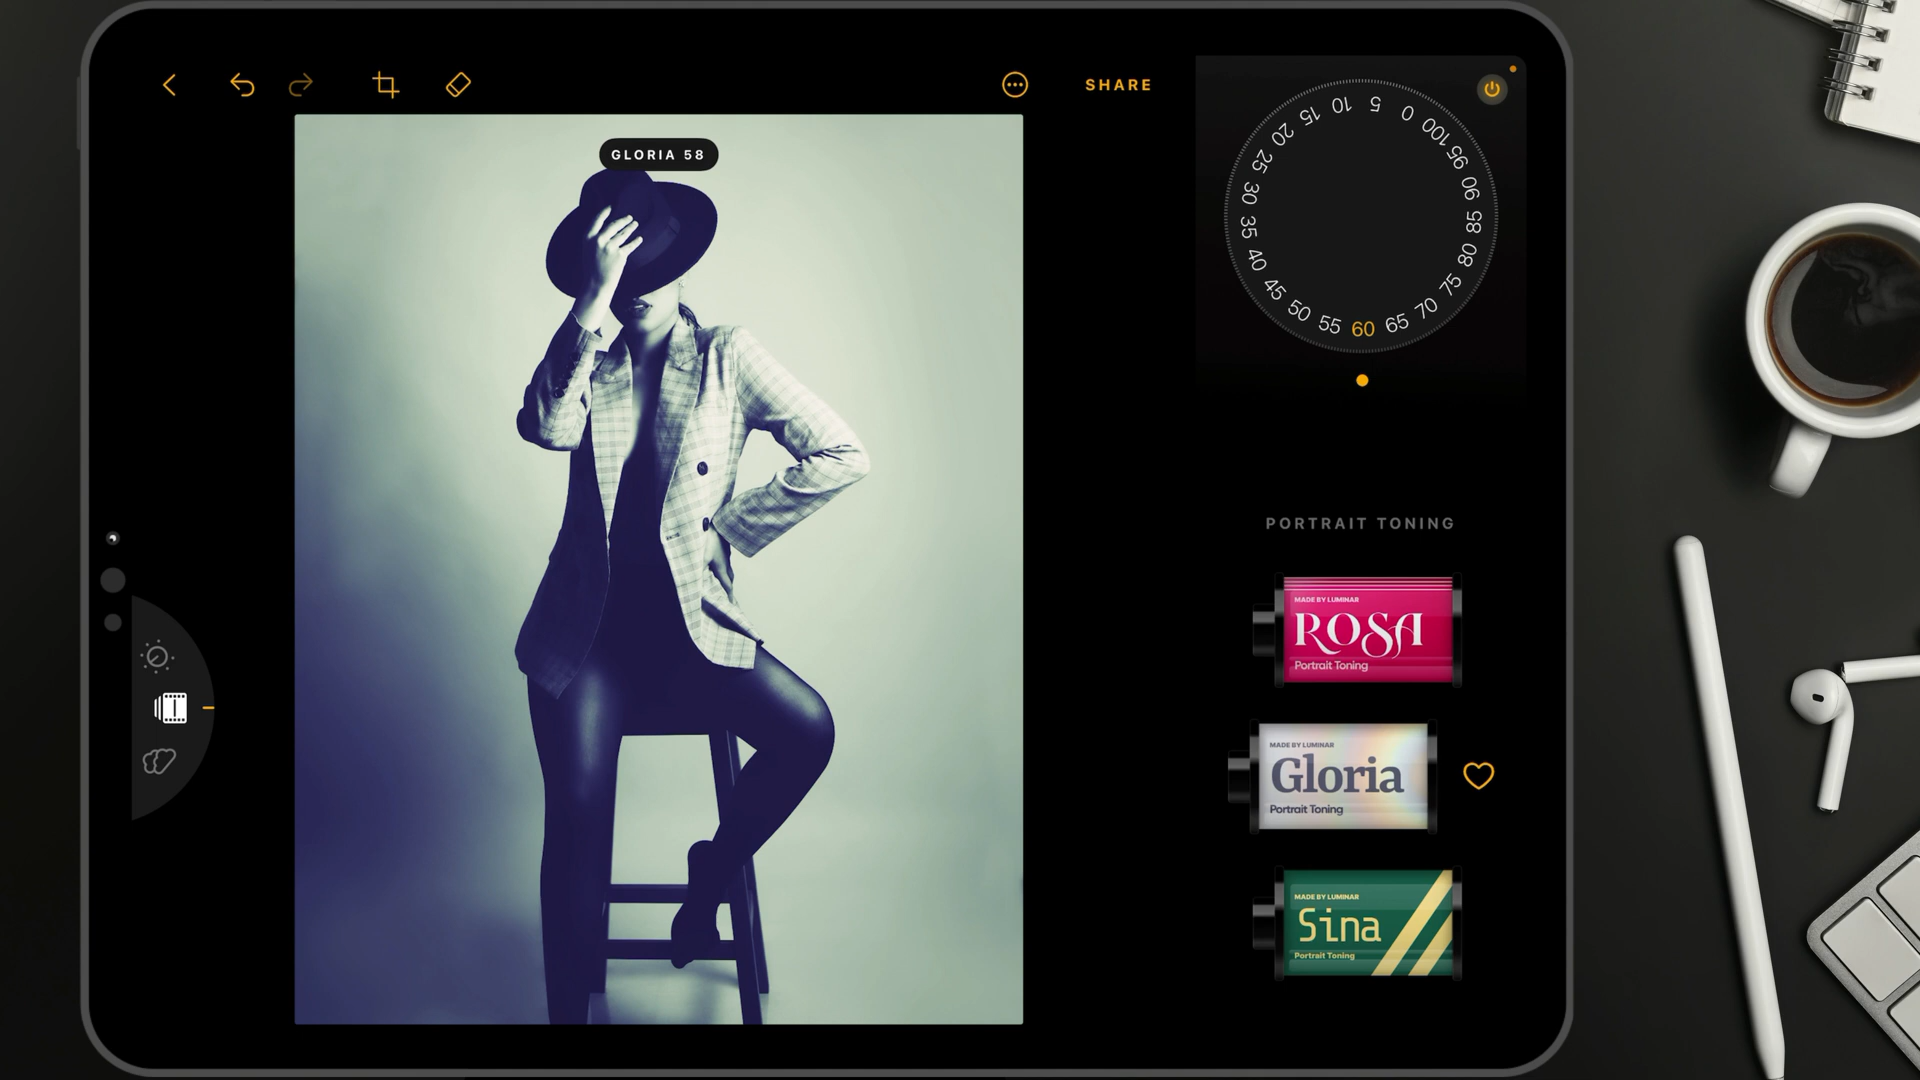 SHARE
GLORIA 58
0
5
10
15
20
25
30
35
40
45
50
55
60
65
70
75
80
85
90
95
100
PORTRAIT TONING
MADE BY LUMINAR
ROSA
Portrait Toning
MADE BY LUMINAR
Gloria
Portrait Toning
MADE BY LUMINAR
Sina
Portrait Toning